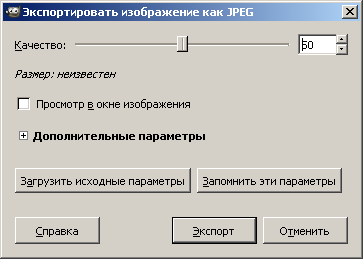 Экспортировать изображение как JPEG
Качество: 60
Размер: неизвестен
Просмотр в окне изображения
Дополнительные параметры
Загрузить исходные параметры Запомнить эти параметры
Справка Экспорт Отменить